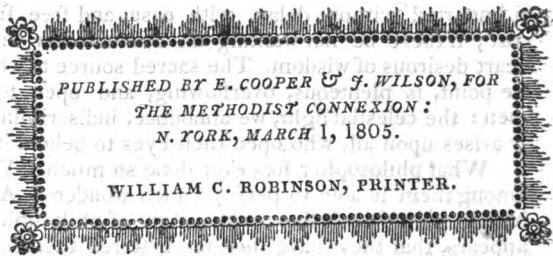 PUBLISHED BY E. COOPER & J. WILSON, FOR
THE METHODIST CONNEXION:
N. YORK, MARCH 1, 1805.
WILLIAM C. ROBINSON, PRINTER.